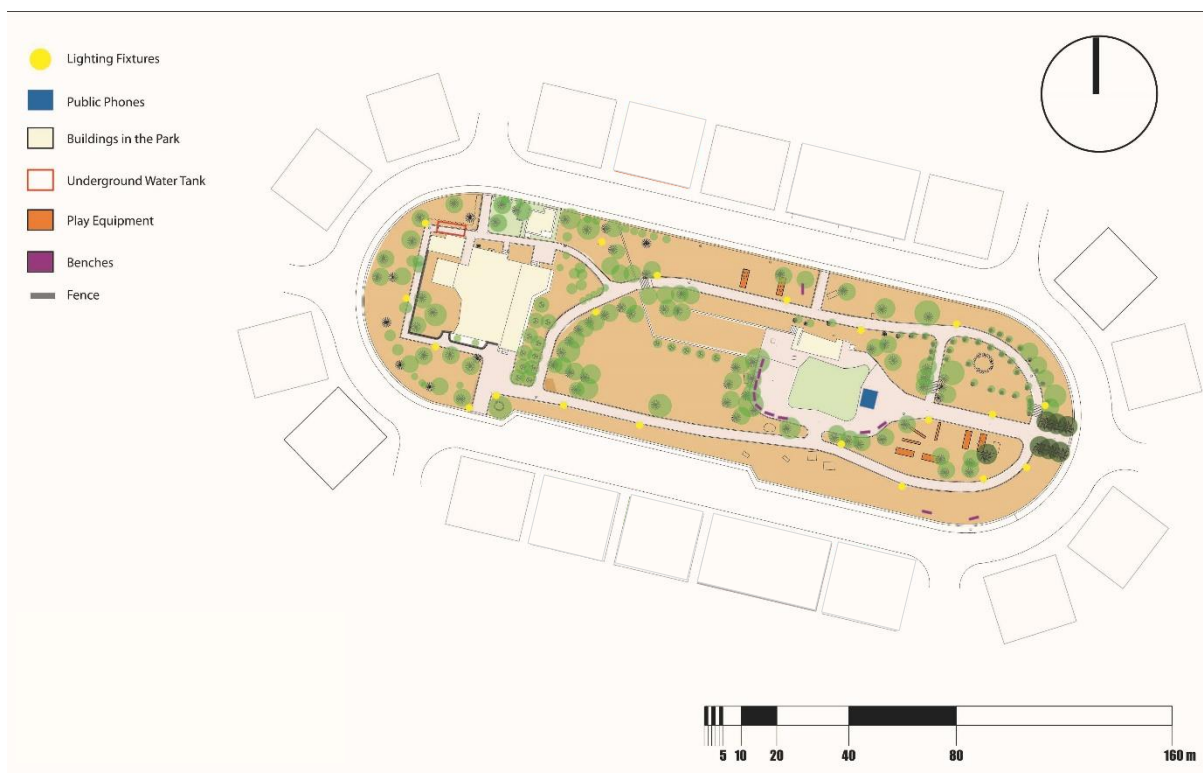 Lighting Fixtures
Public Phones
Buildings in the Park
Underground Water Tank
Play Equipment
Benches
Fence
5 10 20 40 80 160 m